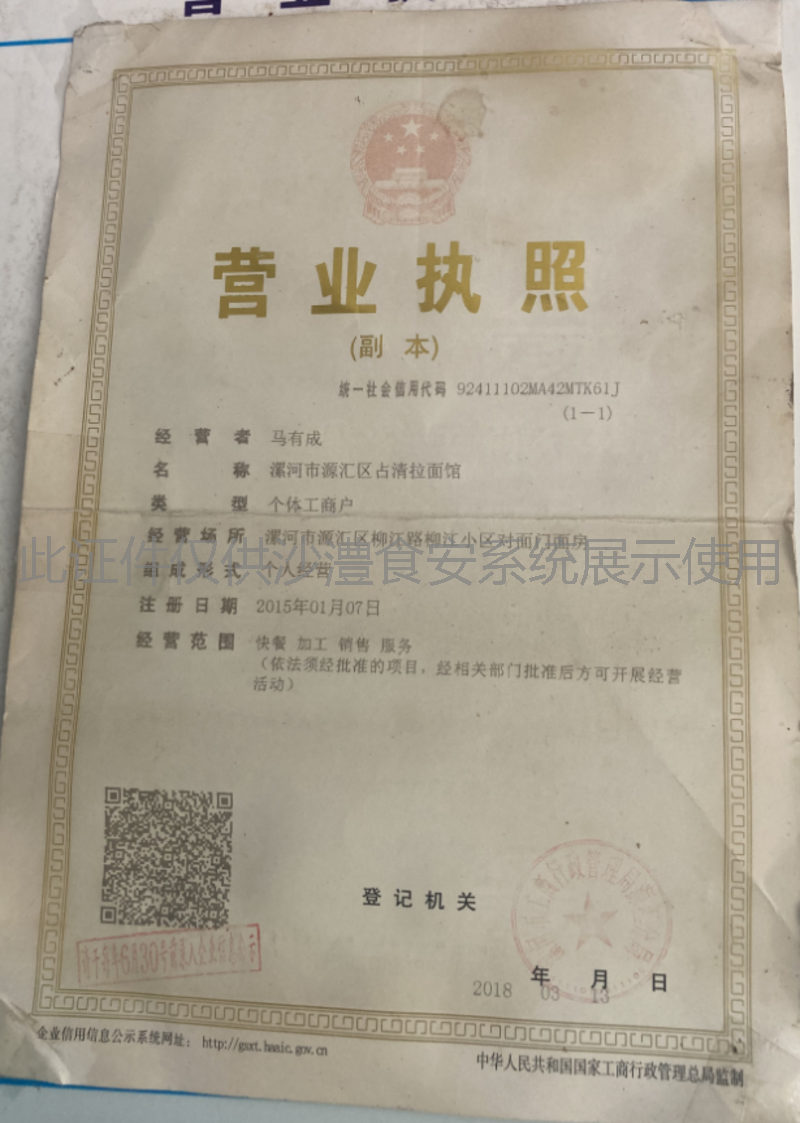 营业执照
(副 本)
统一社会信用代码 92411102MA42MTK61J
(1-1)
经营者 马有成
名称 漯河市源汇区占清拉面馆
类型 个体工商户
经营场所 漯河市源汇区柳江路柳江小区对面门面房
此证件仅供沙澧食安系统展示使用
组成形式 个人经营
注册日期 2015年01月07日
经营范围 快餐 加工 销售 服务
(依法须经批准的项目，经相关部门批准后方可开展经营
活动)
登记机关
2018 年 03 月 13 日
企业信用信息公示系统网址： http://gsxt.haaic.gov.cn
中华人民共和国国家工商行政管理总局监制